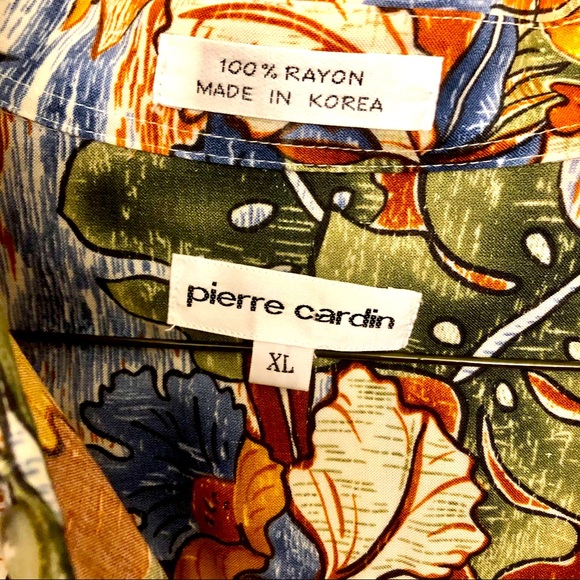 100% RAYON
MADE IN KOREA
pierre cardin
XL